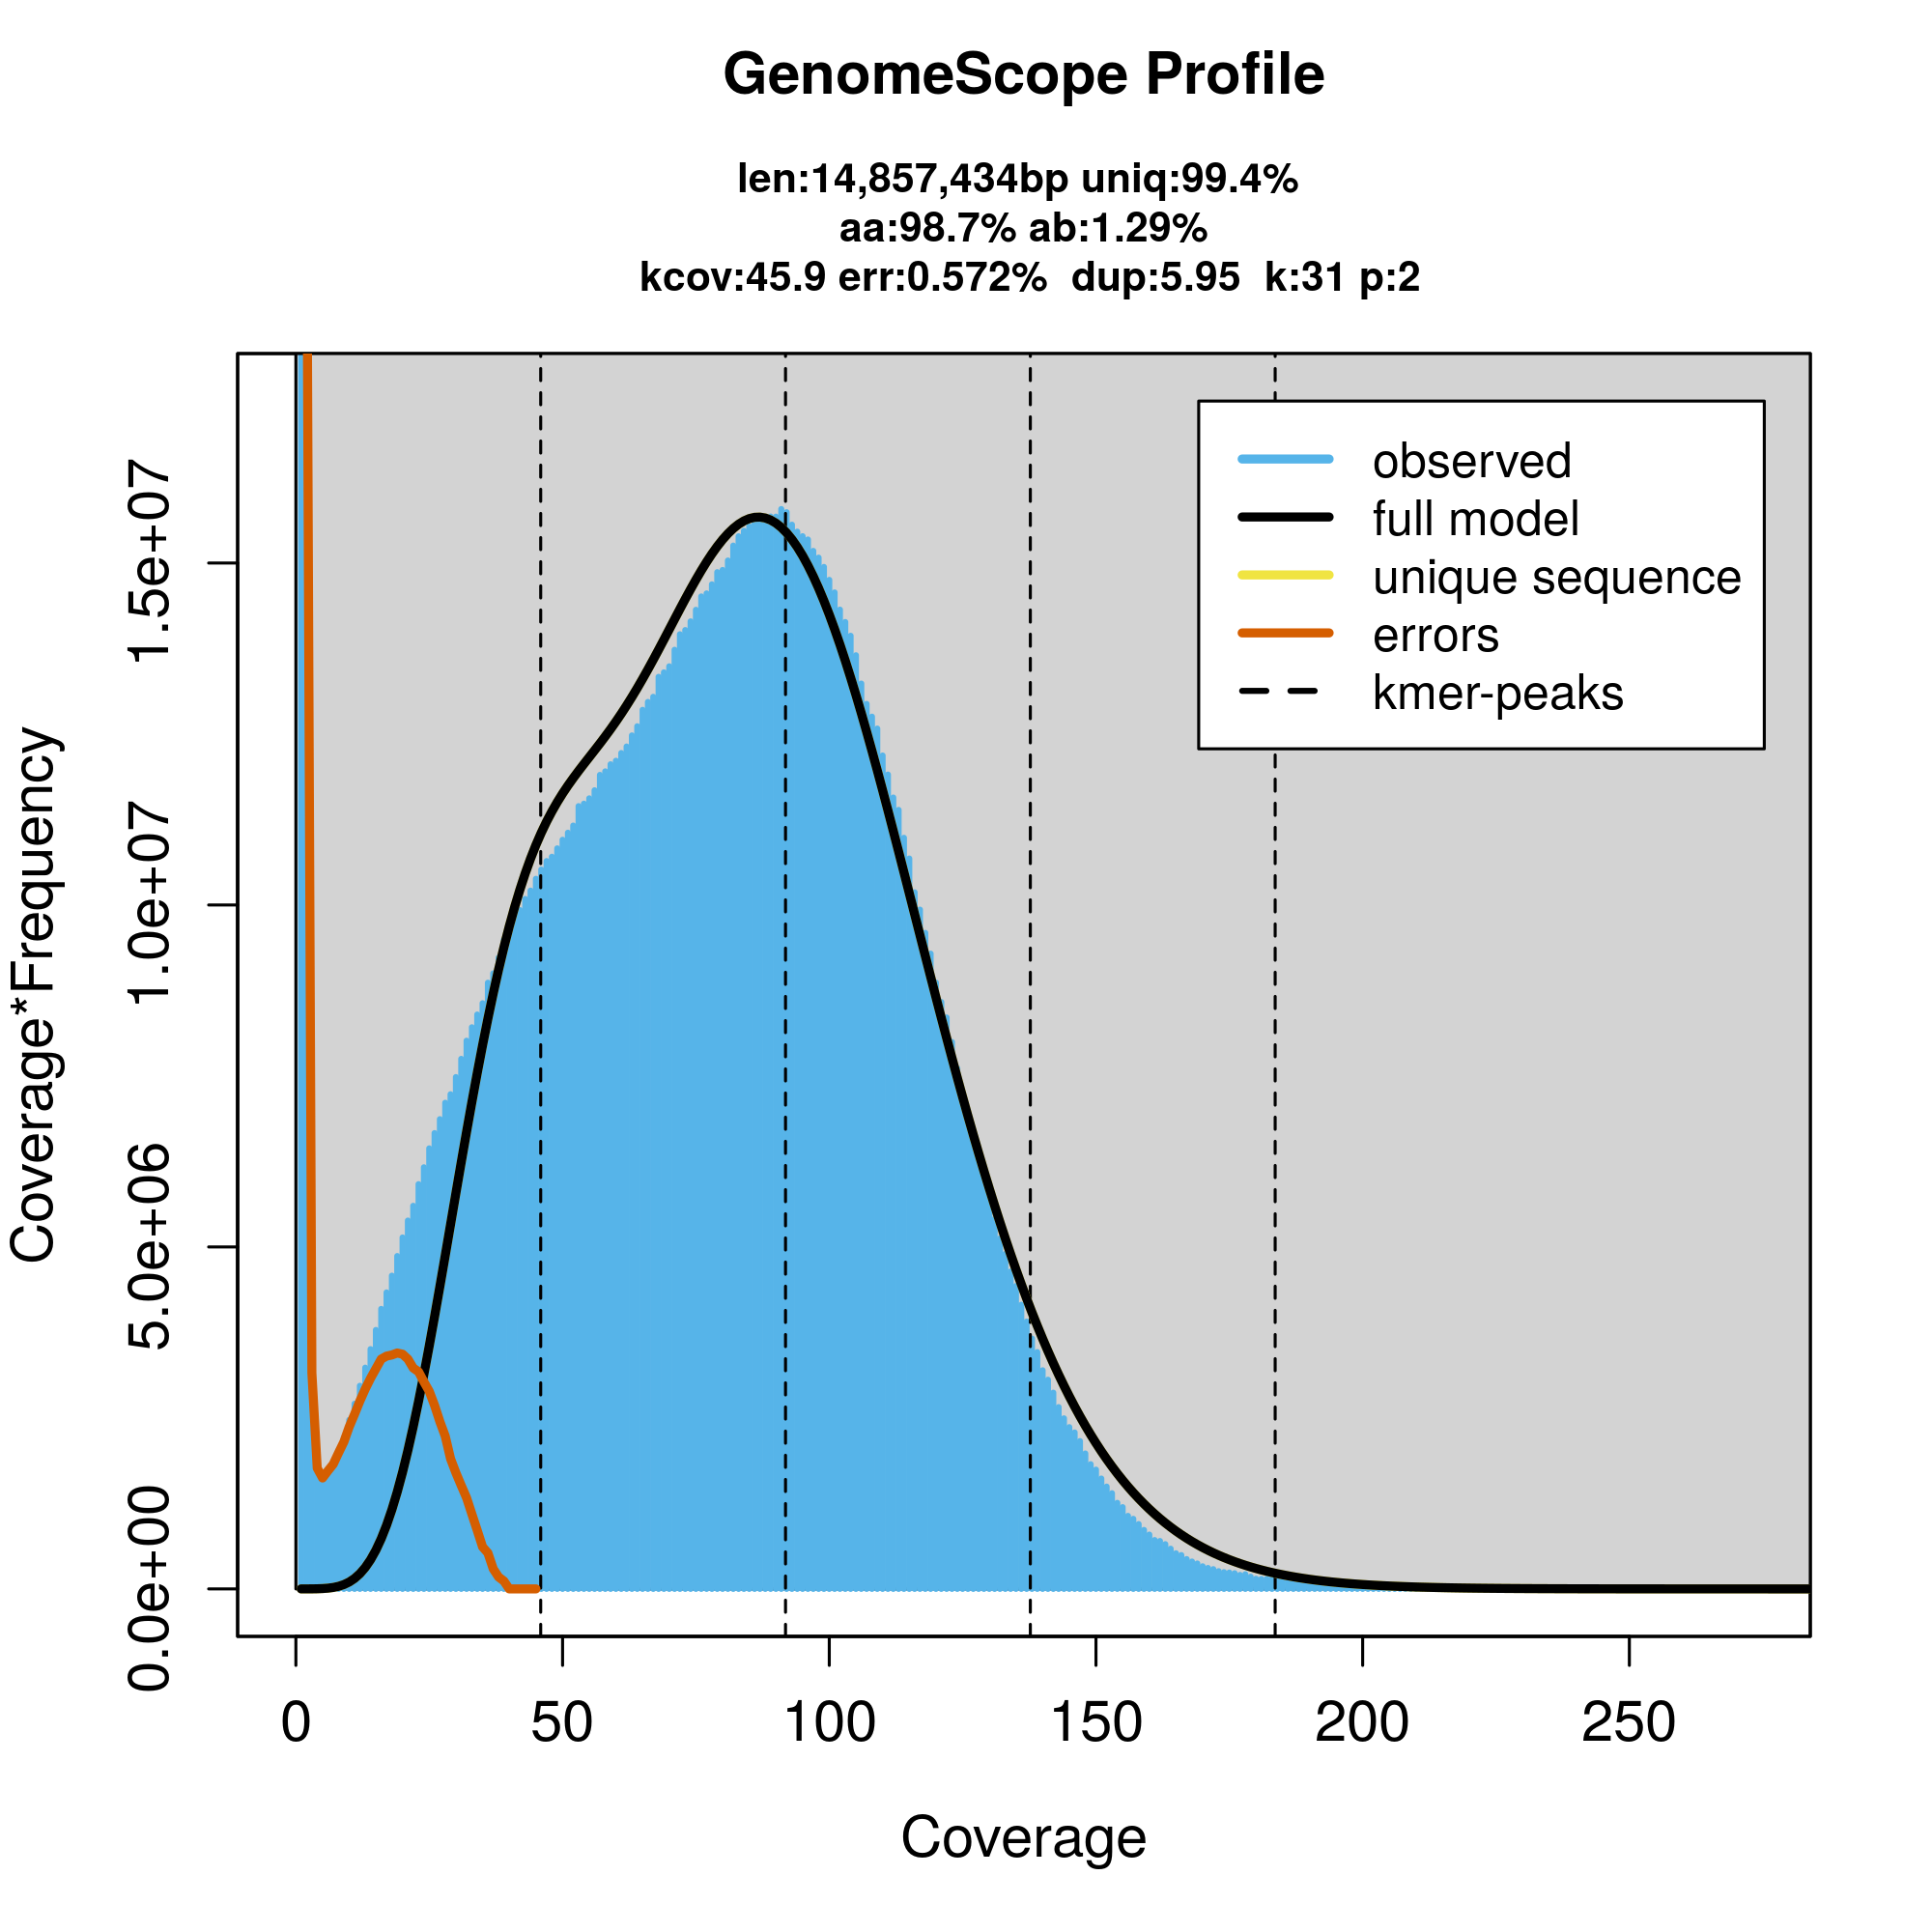 GenomeScope Profile
len:14,857,434bp uniq:99.4%
aa:98.7% ab:1.29%
kcov:45.9 err:0.572%  dup:5.95  k:31 p:2
observed
full model
unique sequence
errors
kmer-peaks
Coverage*Frequency
1.5e+07
1.0e+07
5.0e+06
0.0e+00
0 50 100 150 200 250
Coverage